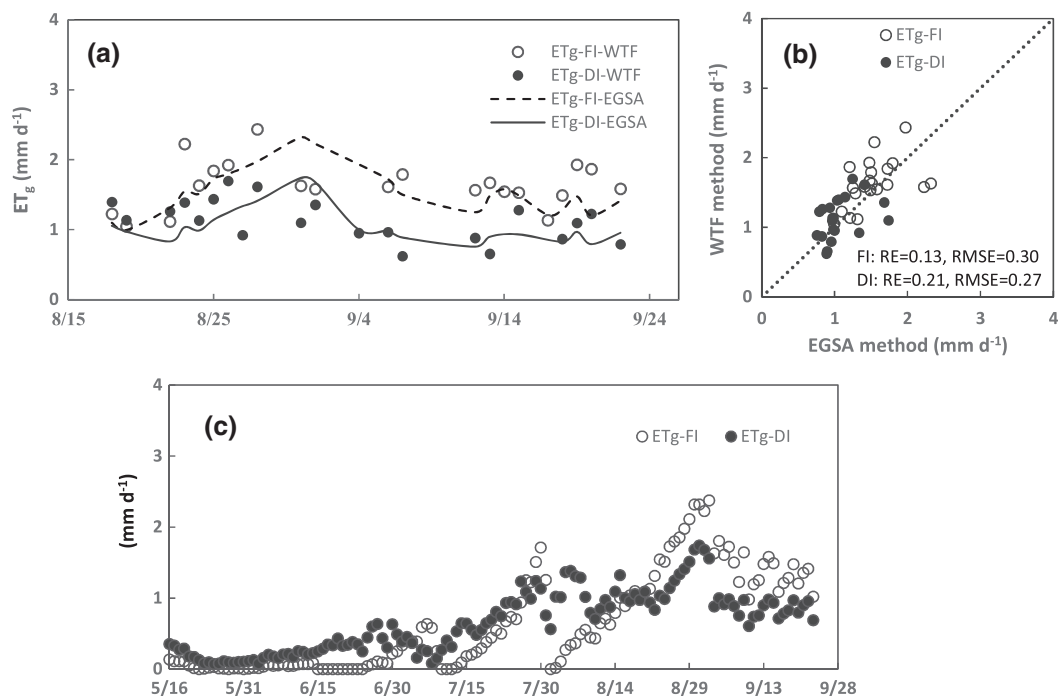 (a)
ETg-FI-WTF
ETg-DI-WTF
ETg-FI-EGSA
ETg-DI-EGSA
ETg (mm d-1)
4
3
2
1
0
8/15 8/25 9/4 9/14 9/24
(b)
ETg-FI
ETg-DI
WTF method (mm d-1)
4
3
2
1
0
FI: RE=0.13, RMSE=0.30
DI: RE=0.21, RMSE=0.27
0 1 2 3 4
EGSA method (mm d-1)
(c)
ETg-FI ETg-DI
(mm d-1)
4
3
2
1
0
5/16 5/31 6/15 6/30 7/15 7/30 8/14 8/29 9/13 9/28